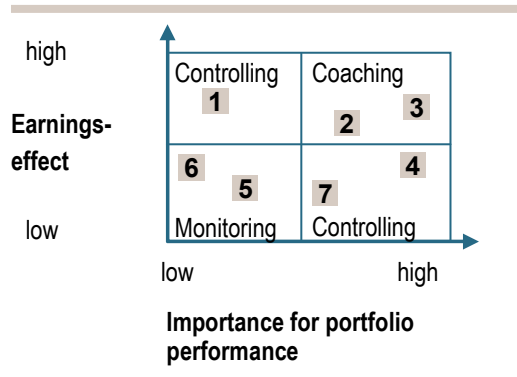 high
Controlling
Coaching
1
3
2
Earnings-
effect
6
5
4
7
low
Monitoring
Controlling
low
high
Importance for portfolio
performance